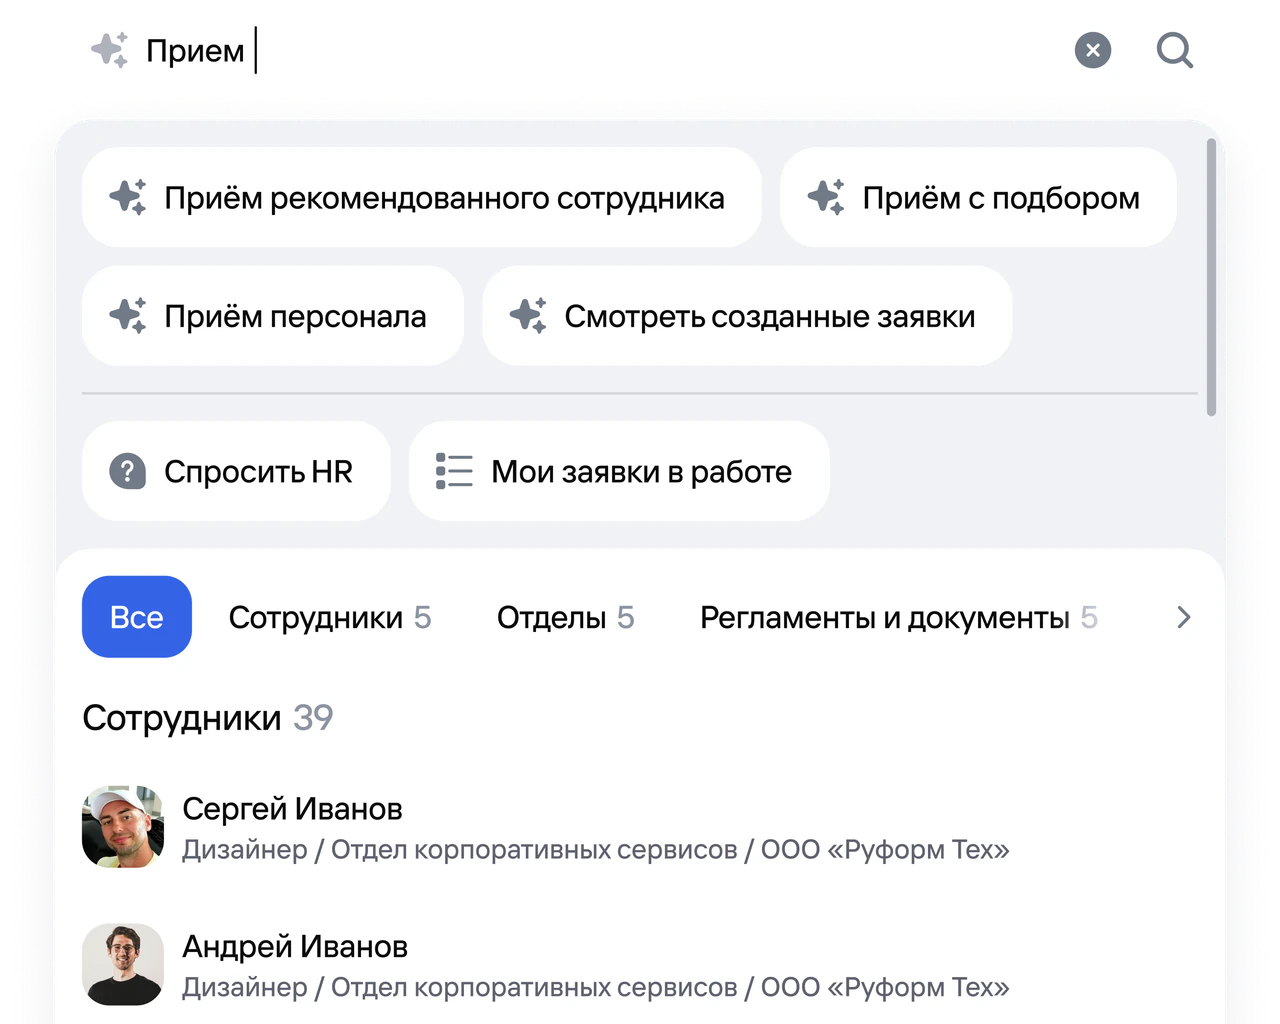 Прием
Приём рекомендованного сотрудника
Приём с подбором
Приём персонала
Смотреть созданные заявки
Спросить HR
Мои заявки в работе
Все Сотрудники 5 Отделы 5 Регламенты и документы 5
Сотрудники 39
Сергей Иванов
Дизайнер / Отдел корпоративных сервисов / ООО «Руформ Тех»
Андрей Иванов
Дизайнер / Отдел корпоративных сервисов / ООО «Руформ Тех»